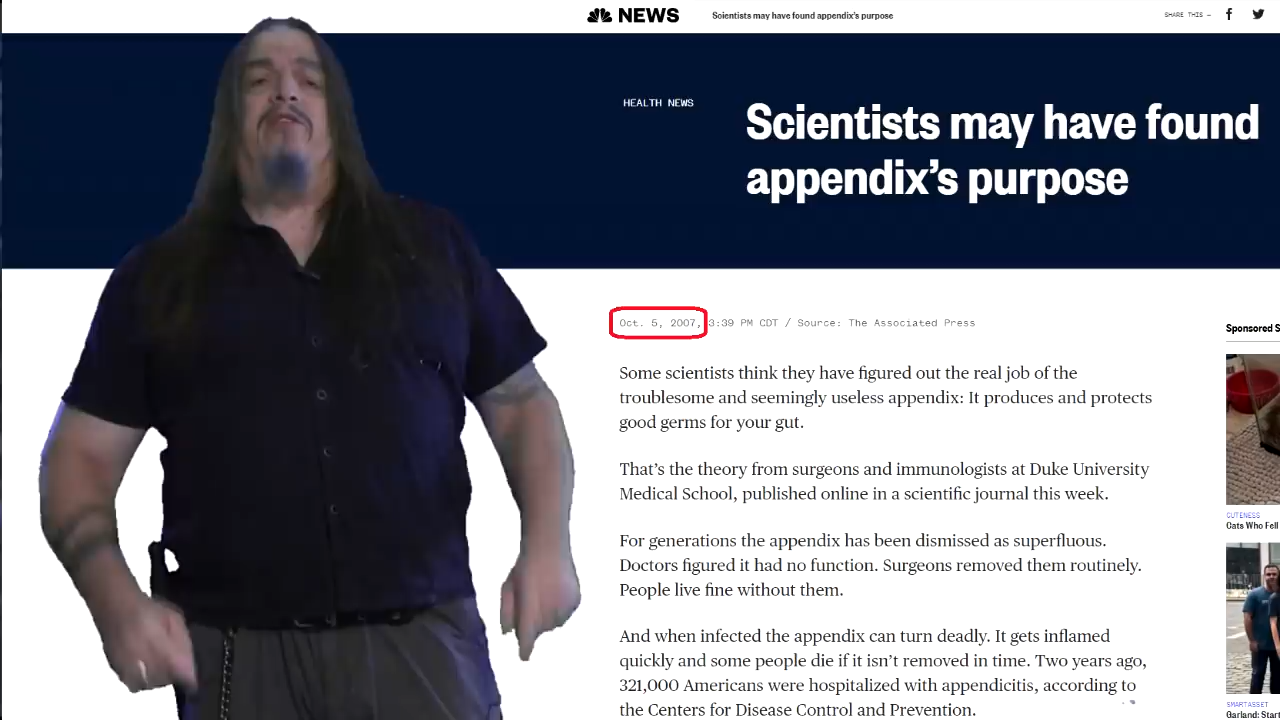 NEWS
Scientists may have found appendix's purpose
SHARE THIS —
HEALTH NEWS
Scientists may have found
appendix's purpose
Oct. 5, 2007, 3:39 PM CDT / Source: The Associated Press
Some scientists think they have figured out the real job of the
troublesome and seemingly useless appendix: It produces and protects
good germs for your gut.
That's the theory from surgeons and immunologists at Duke University
Medical School, published online in a scientific journal this week.
For generations the appendix has been dismissed as superfluous.
Doctors figured it had no function. Surgeons removed them routinely.
People live fine without them.
And when infected the appendix can turn deadly. It gets inflamed
quickly and some people die if it isn't removed in time. Two years ago,
321,000 Americans were hospitalized with appendicitis, according to
the Centers for Disease Control and Prevention.
Sponsored S
CUTENESS
Cats Who Fell
SMARTASSET
Garland: Start